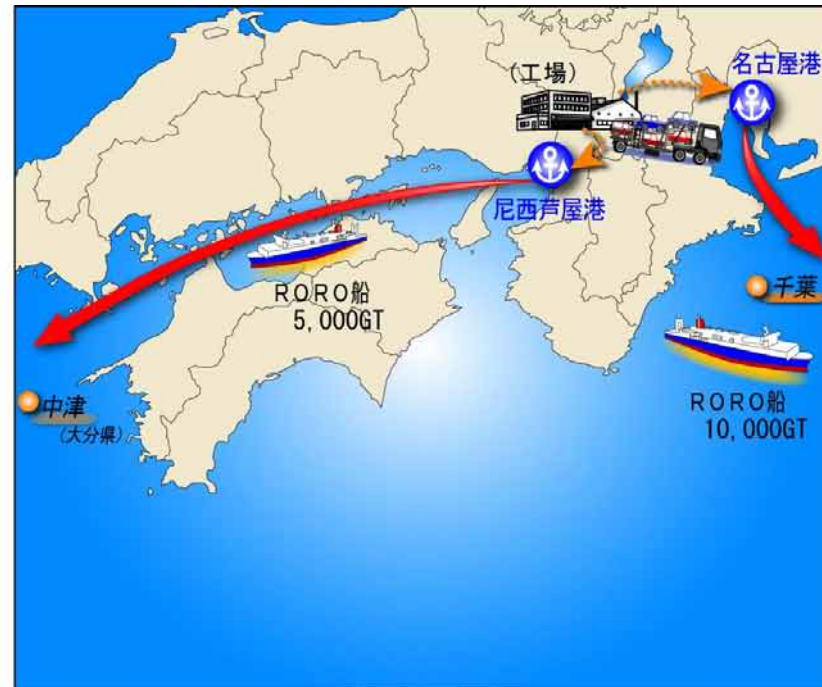 (工場)
名古屋港
尼西芦屋港
千葉
RORO船
5,000GT
RORO船
10,000GT
中津
(大分県)